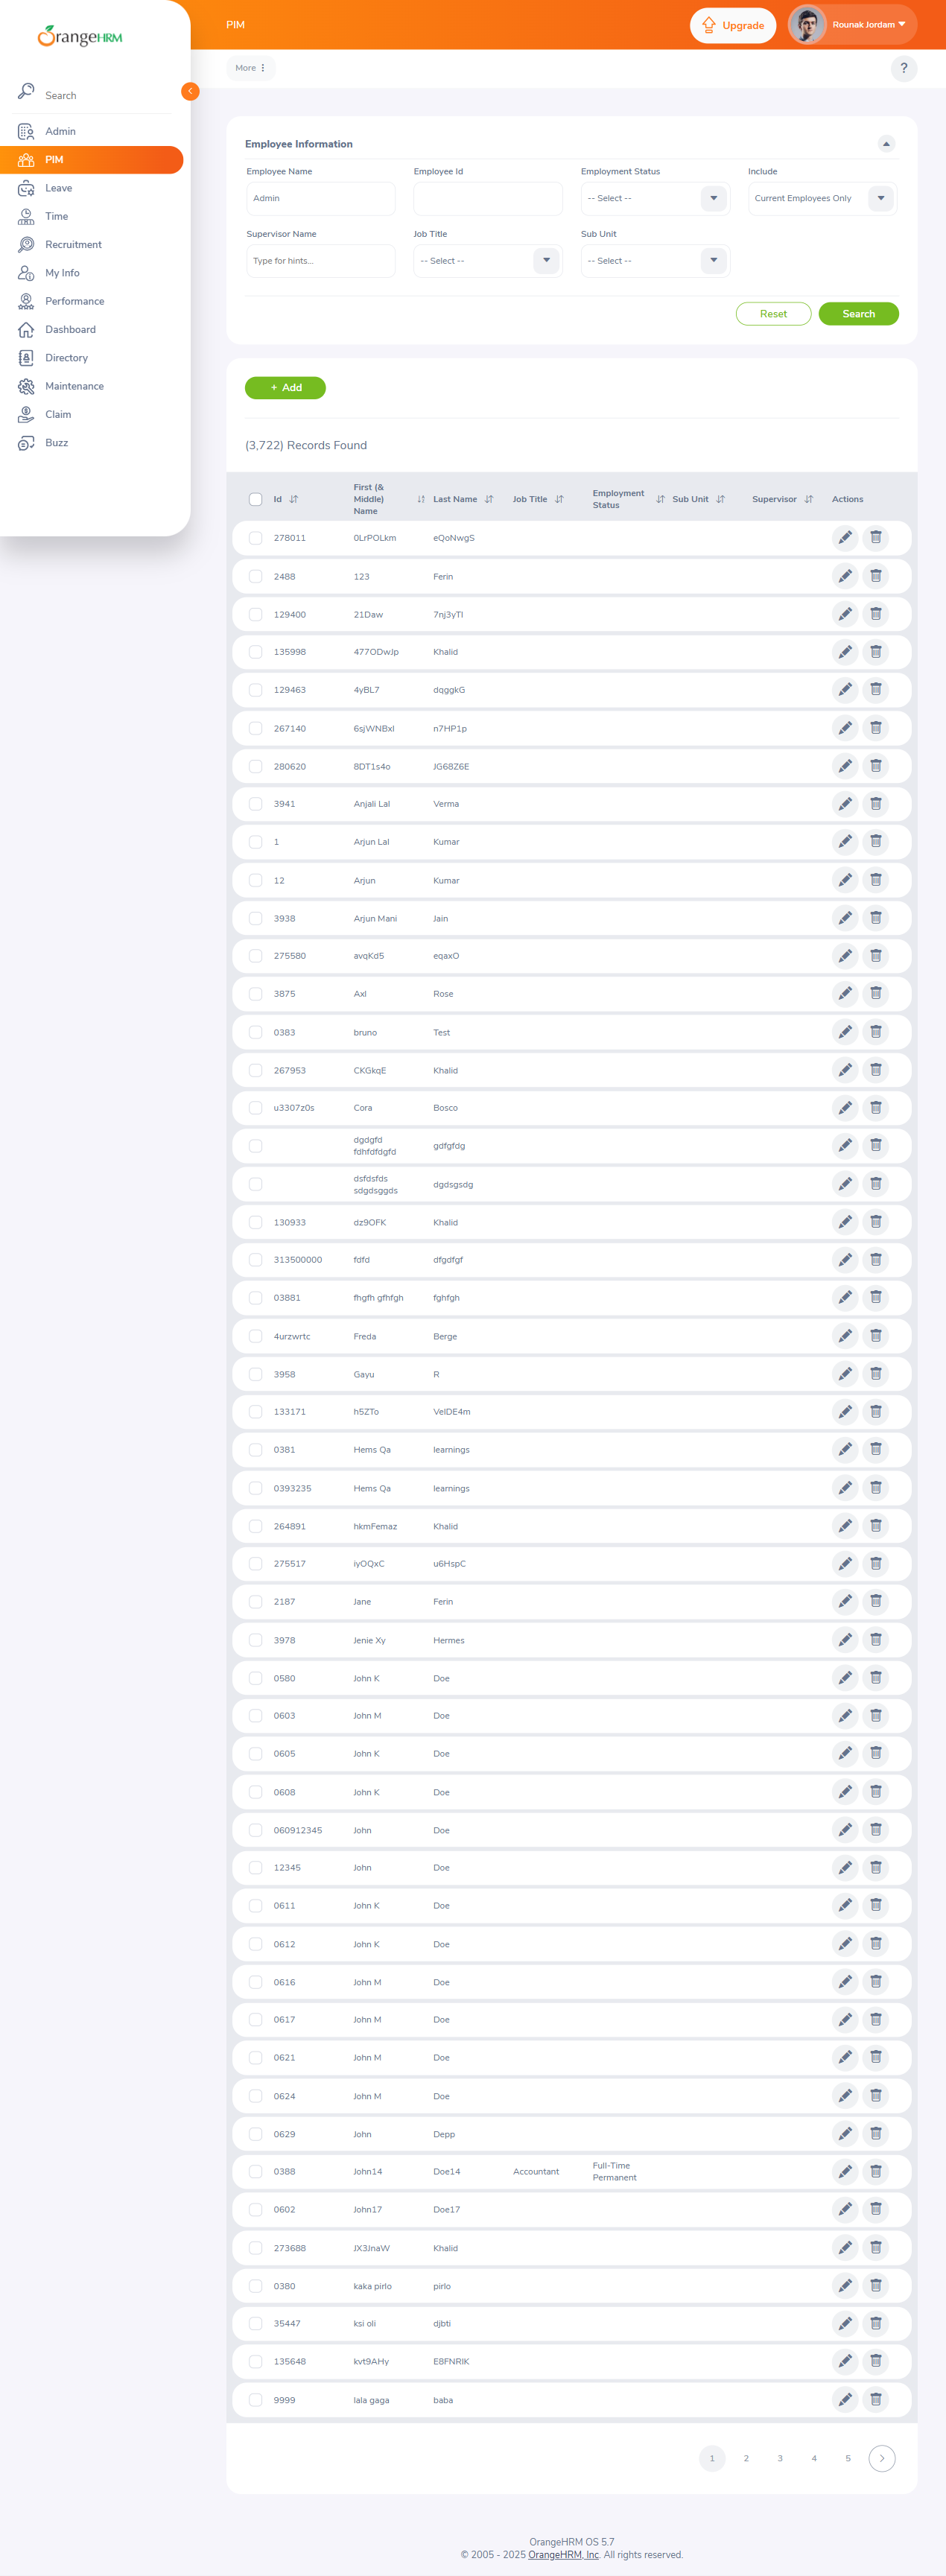 OrangeHRM
PIM
Upgrade
Rounak Jordam
Search
More
?
Admin
PIM
Leave
Time
Recruitment
My Info
Performance
Dashboard
Directory
Maintenance
Claim
Buzz
Employee Information
Employee Name Employee Id Employment Status Include
Admin -- Select -- Current Employees Only
Supervisor Name Job Title Sub Unit
Type for hints... -- Select -- -- Select --
Reset Search
+ Add
(3,722) Records Found
Id First (& Middle) Name Last Name Job Title Employment Status Sub Unit Supervisor Actions
278011 0LrPOLkm eQoNwgS
2488 123 Ferin
129400 21Daw 7nj3yTl
135998 477ODwJp Khalid
129463 4yBL7 dqggkG
267140 6sjWNBxl n7HP1p
280620 8DT1s4o JG68Z6E
3941 Anjali Lal Verma
1 Arjun Lal Kumar
12 Arjun Kumar
3938 Arjun Mani Jain
275580 avqKd5 eqaxO
3875 Axl Rose
0383 bruno Test
267953 CKGkqE Khalid
u3307z0s Cora Bosco
dgdgfd fdhfdfdgfd gdfgfdg
dsfdsfds sdgdsggds dgdsgsdg
130933 dz9OFK Khalid
313500000 fdfd dfgdfgf
03881 fhgfh gfhfgh fghfgh
4urzwrtc Freda Berge
3958 Gayu R
133171 h5ZTo VelDE4m
0381 Hems Qa learnings
0393235 Hems Qa learnings
264891 hkmFemaz Khalid
275517 iyOQxC u6HspC
2187 Jane Ferin
3978 Jenie Xy Hermes
0580 John K Doe
0603 John M Doe
0605 John K Doe
0608 John K Doe
060912345 John Doe
12345 John Doe
0611 John K Doe
0612 John K Doe
0616 John M Doe
0617 John M Doe
0621 John M Doe
0624 John M Doe
0629 John Depp
0388 John14 Doe14 Accountant Full-Time Permanent
0602 John17 Doe17
273688 JX3JnaW Khalid
0380 kaka pirlo pirlo
35447 ksi oli djbti
135648 kvt9AHy E8FNRlK
9999 lala gaga baba
1 2 3 4 5
OrangeHRM OS 5.7
© 2005 - 2025 OrangeHRM, Inc. All rights reserved.